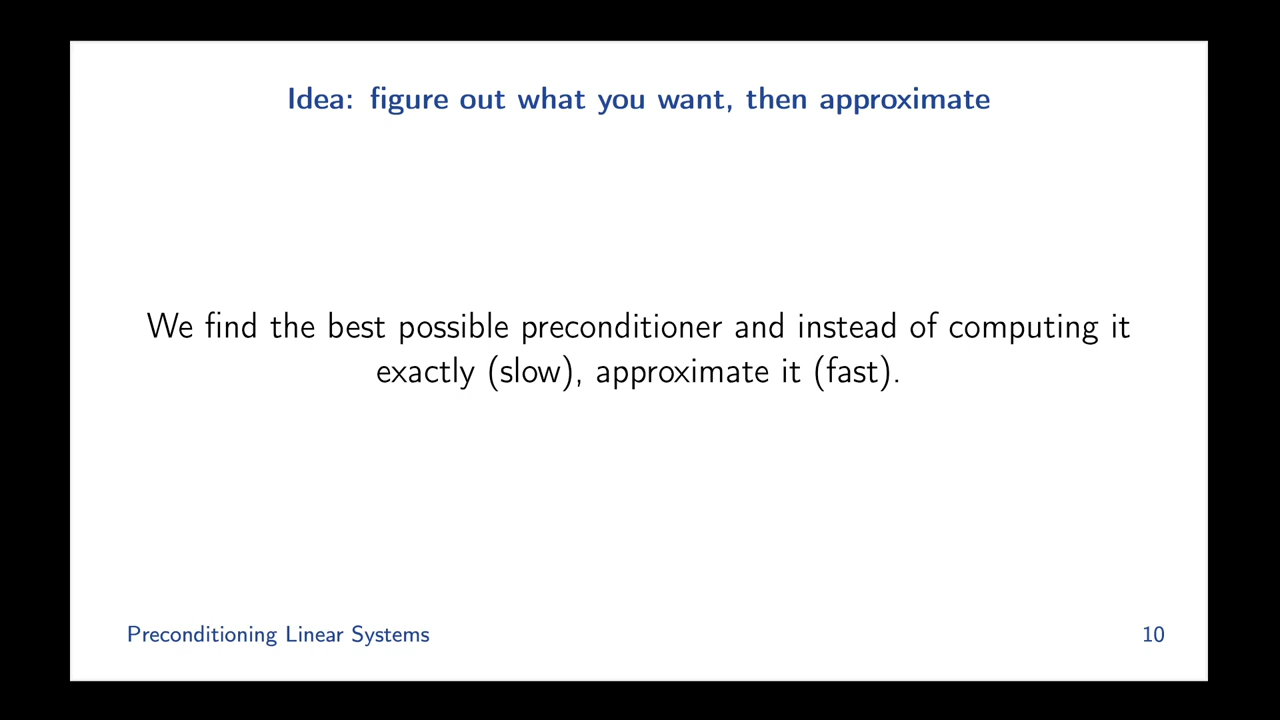 Idea: figure out what you want, then approximate
We find the best possible preconditioner and instead of computing it
exactly (slow), approximate it (fast).
Preconditioning Linear Systems
10